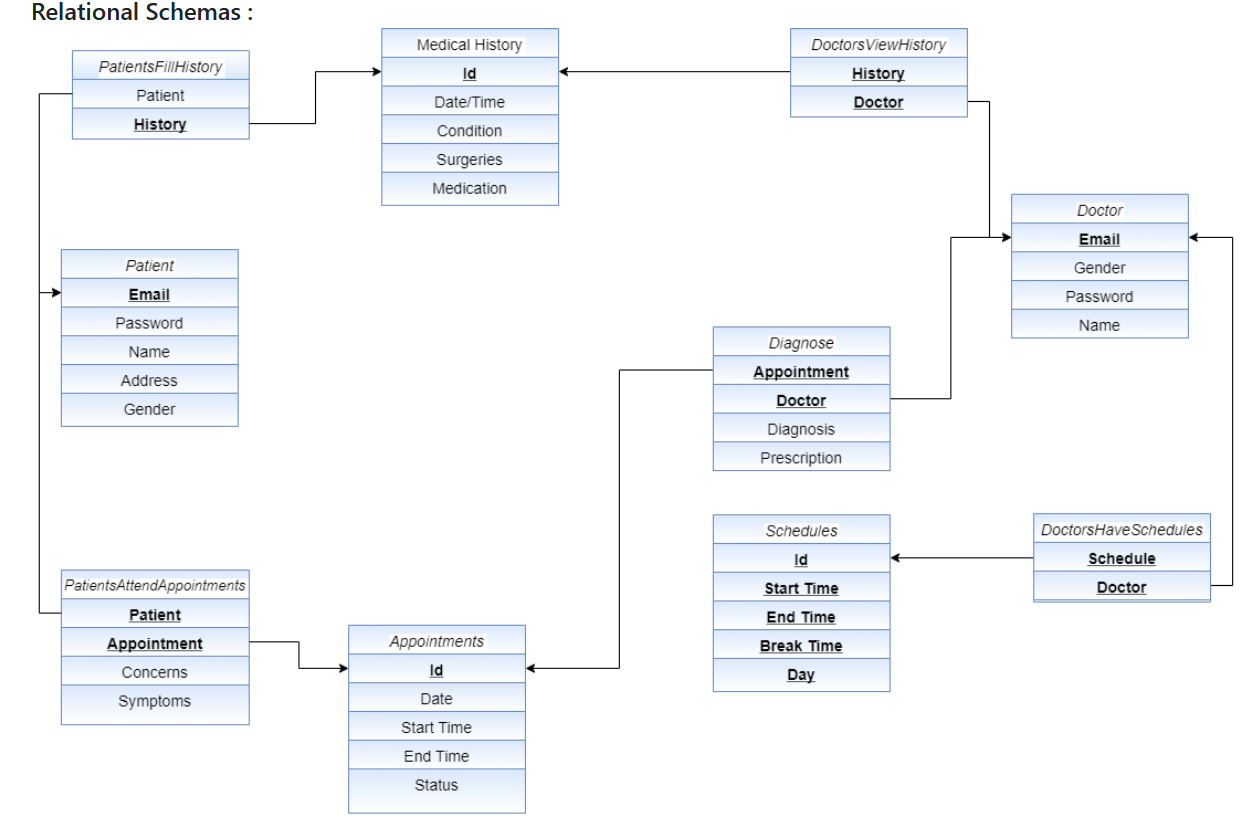 Relational Schemas :
PatientsFillHistory
Patient
History
Medical History
Id
Date/Time
Condition
Surgeries
Medication
DoctorsViewHistory
History
Doctor
Doctor
Email
Gender
Password
Name
Patient
Email
Password
Name
Address
Gender
Diagnose
Appointment
Doctor
Diagnosis
Prescription
Schedules
Id
Start Time
End Time
Break Time
Day
DoctorsHaveSchedules
Schedule
Doctor
PatientsAttendAppointments
Patient
Appointment
Concerns
Symptoms
Appointments
Id
Date
Start Time
End Time
Status